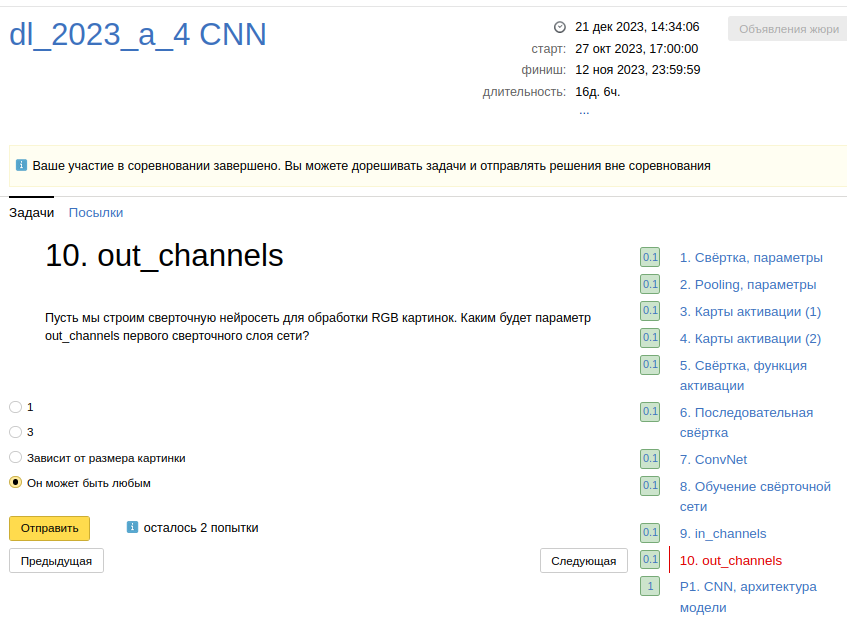 dl_2023_a_4 CNN
21 дек 2023, 14:34:06
старт: 27 окт 2023, 17:00:00
финиш: 12 ноя 2023, 23:59:59
длительность: 16д. 6ч.
...
Объявления жюри
Ваше участие в соревновании завершено. Вы можете дорешивать задачи и отправлять решения вне соревнования
Задачи Посылки
10. out_channels
Пусть мы строим сверточную нейросеть для обработки RGB картинок. Каким будет параметр
out_channels первого сверточного слоя сети?
1
3
Зависит от размера картинки
Он может быть любым
Отправить
осталось 2 попытки
Предыдущая
Следующая
0.1 1. Свёртка, параметры
0.1 2. Pooling, параметры
0.1 3. Карты активации (1)
0.1 4. Карты активации (2)
0.1 5. Свёртка, функция
активации
0.1 6. Последовательная
свёртка
0.1 7. ConvNet
0.1 8. Обучение свёрточной
сети
0.1 9. in_channels
0.1 10. out_channels
1 P1. CNN, архитектура
модели